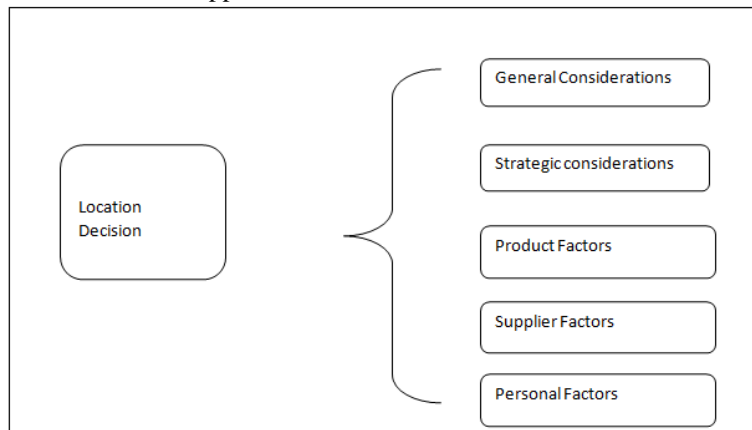 General Considerations
Strategic considerations
Location
Decision
Product Factors
Supplier Factors
Personal Factors